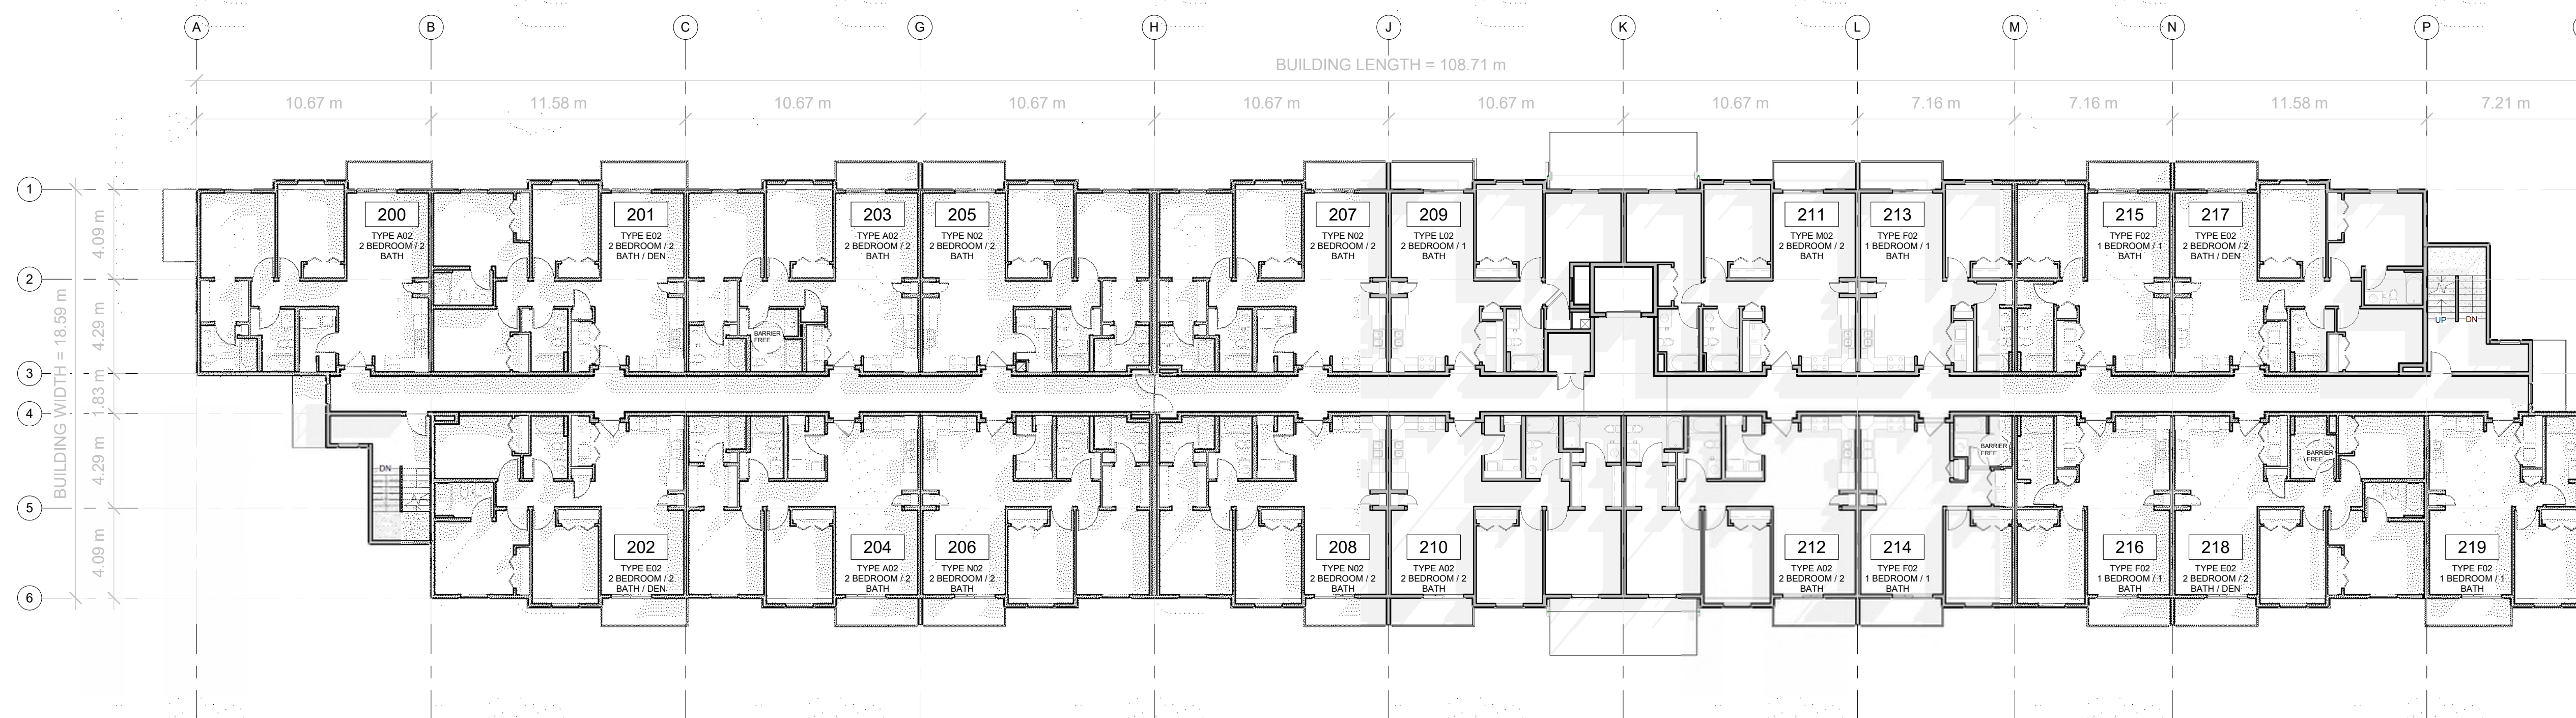 A B C G H J K L M N P
BUILDING LENGTH = 108.71 m
10.67 m 11.58 m 10.67 m 10.67 m 10.67 m 10.67 m 10.67 m 7.16 m 7.16 m 11.58 m 7.21 m
1
2
3
4
5
6
BUILDING WIDTH = 18.59 m
4.09 m
4.29 m
1.83 m
4.29 m
4.09 m
200
TYPE A02
2 BEDROOM / 2
BATH
201
TYPE E02
2 BEDROOM / 2
BATH / DEN
203
TYPE A02
2 BEDROOM / 2
BATH
BARRIER
FREE
205
TYPE N02
2 BEDROOM / 2
BATH
207
TYPE N02
2 BEDROOM / 2
BATH
209
TYPE L02
2 BEDROOM / 1
BATH
211
TYPE M02
2 BEDROOM / 2
BATH
213
TYPE F02
1 BEDROOM / 1
BATH
215
TYPE F02
1 BEDROOM / 1
BATH
217
TYPE E02
2 BEDROOM / 2
BATH / DEN
UP DN
DN
202
TYPE E02
2 BEDROOM / 2
BATH / DEN
204
TYPE A02
2 BEDROOM / 2
BATH
206
TYPE N02
2 BEDROOM / 2
BATH
208
TYPE N02
2 BEDROOM / 2
BATH
210
TYPE A02
2 BEDROOM / 2
BATH
212
TYPE A02
2 BEDROOM / 2
BATH
214
TYPE F02
1 BEDROOM / 1
BATH
BARRIER
FREE
216
TYPE F02
1 BEDROOM / 1
BATH
218
TYPE E02
2 BEDROOM / 2
BATH / DEN
BARRIER
FREE
219
TYPE F02
1 BEDROOM / 1
BATH